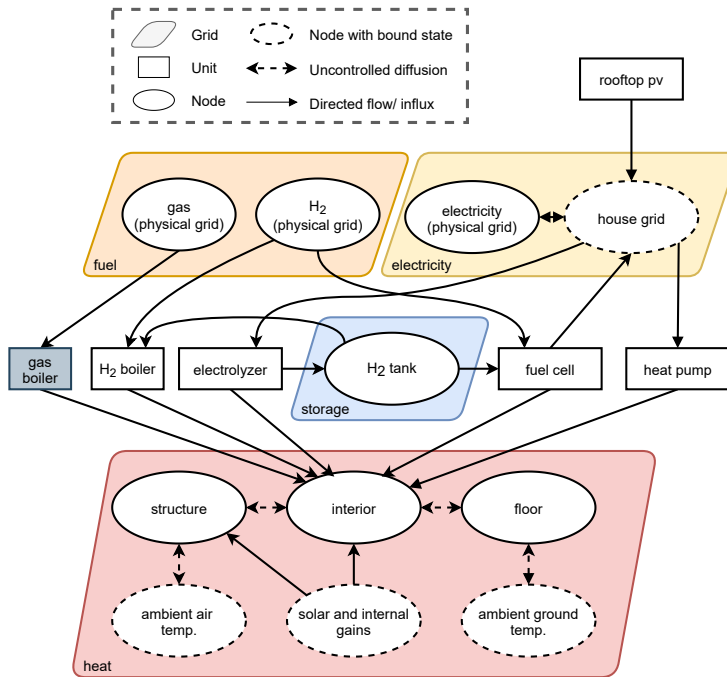 Grid
Node with bound state
Unit
Uncontrolled diffusion
Node
Directed flow/ influx
rooftop pv
gas
(physical grid)
H2
(physical grid)
electricity
(physical grid)
house grid
fuel
electricity
gas
boiler
H2 boiler
electrolyzer
H2 tank
fuel cell
heat pump
storage
structure
interior
floor
ambient air
temp.
solar and internal
gains
ambient ground
temp.
heat